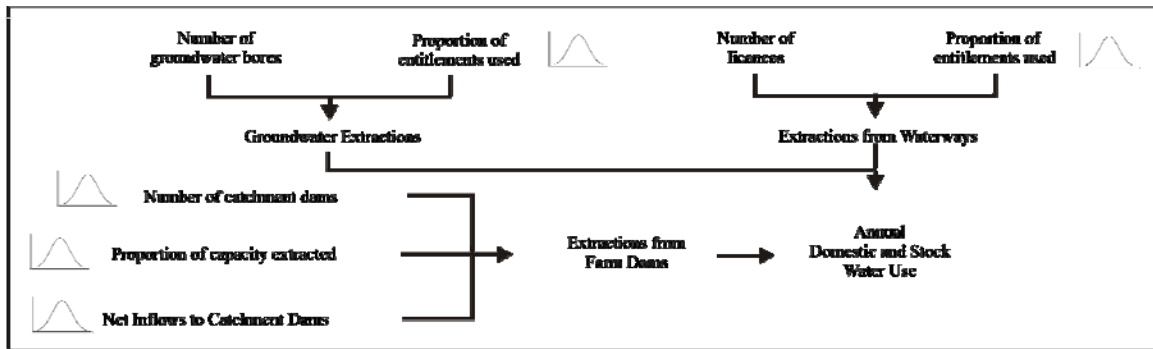 Number of
groundwater bores
Proportion of
entitlements used
Number of
licences
Proportion of
entitlements used
Groundwater Extractions
Extractions from Waterways
Number of catchment dams
Proportion of capacity extracted
Extractions from
Farm Dams
Annual
Domestic and Stock
Water Use
Net Inflows to Catchment Dams